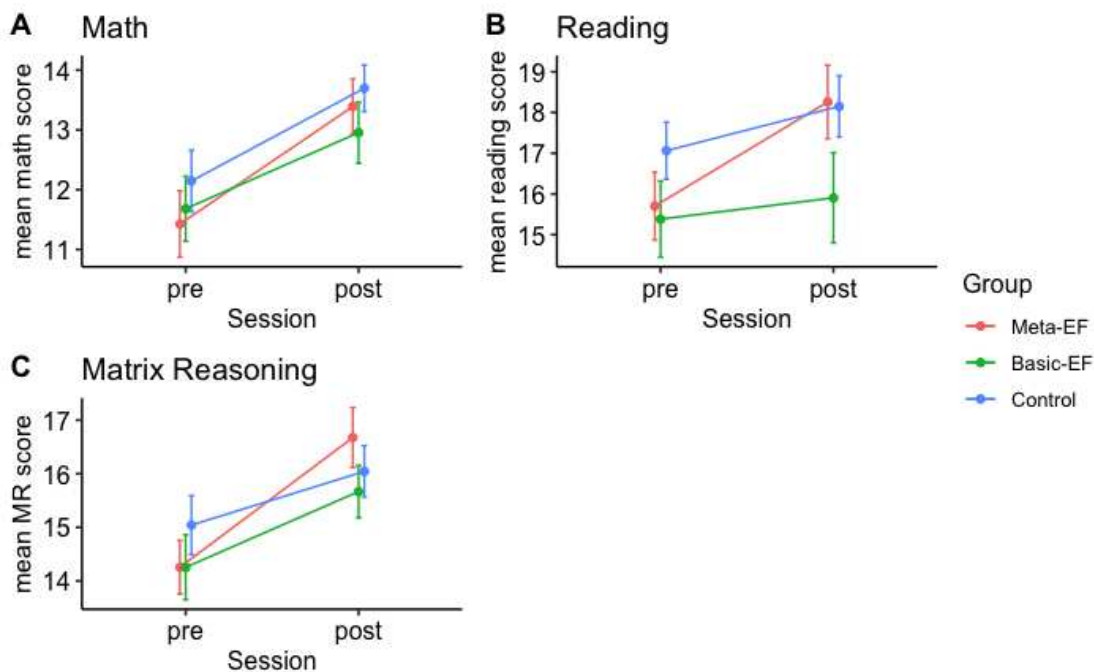 A Math
mean math score
14
13
12
11
pre post
Session
B Reading
mean reading score
19
18
17
16
15
pre post
Session
Group
Meta-EF
Basic-EF
Control
C Matrix Reasoning
mean MR score
17
16
15
14
pre post
Session